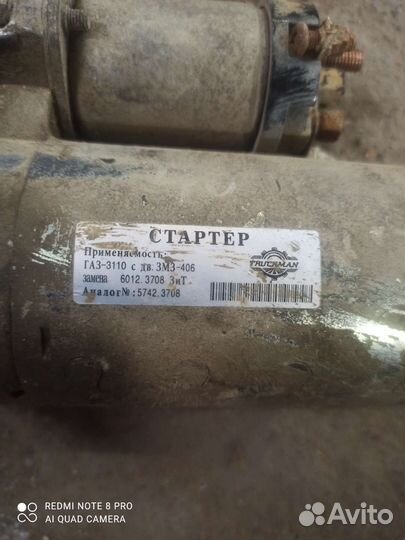 СТАРТЕР
Применяемость:
ГАЗ-3110 с дв. ЗМЗ-406
замена 6012.3708 ЗиТ
Аналог№:5742.3708
TRUCKMAN
REDMI NOTE 8 PRO
AI QUAD CAMERA
Avito